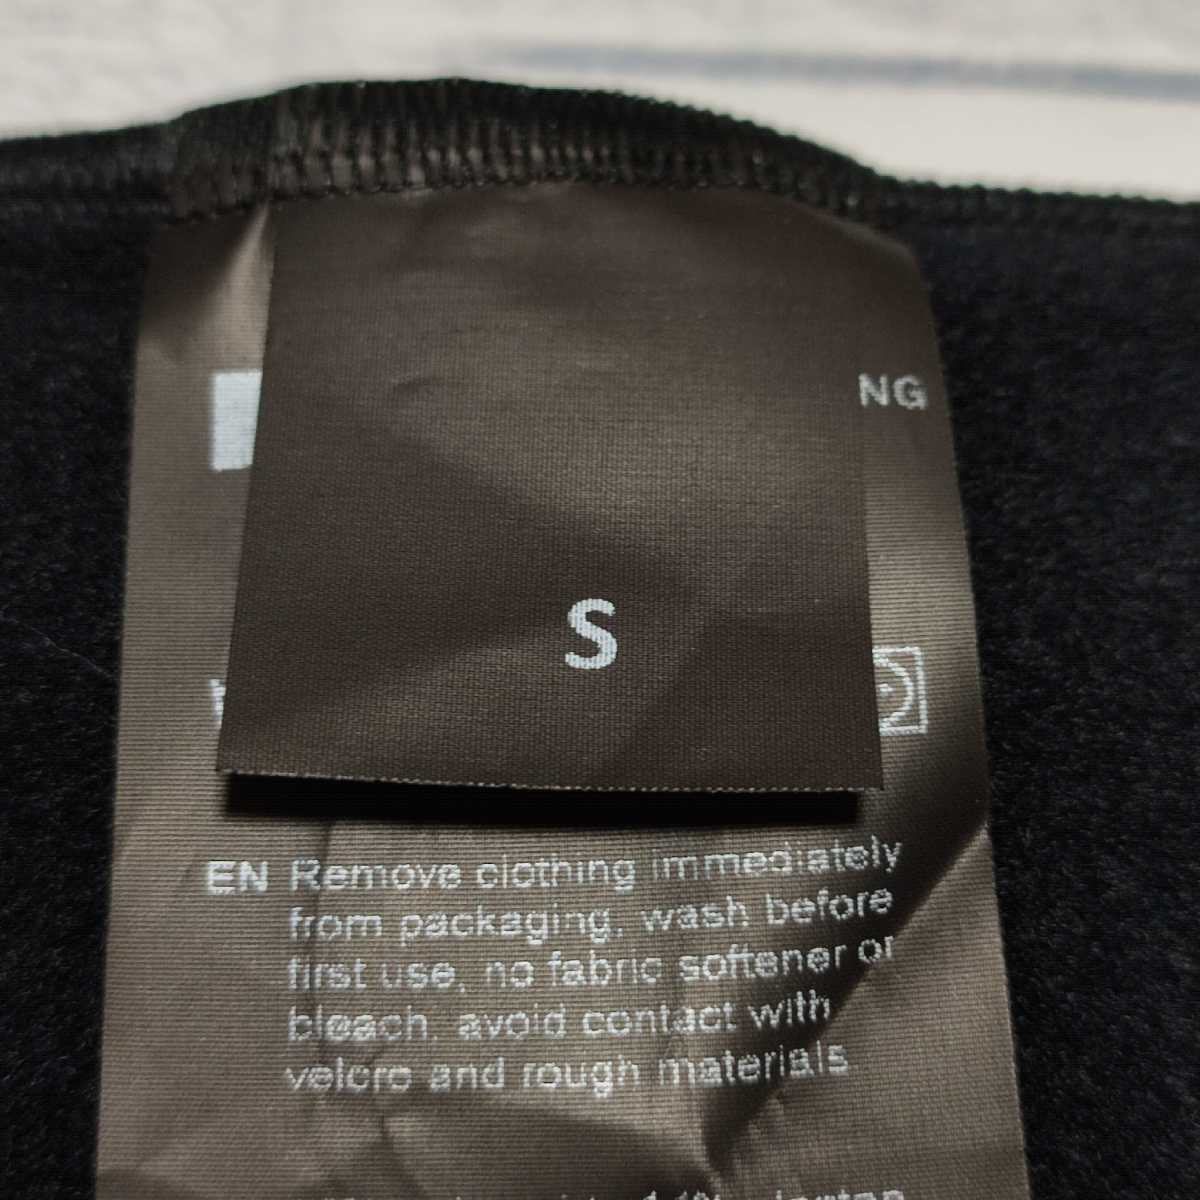 NG
S
EN Remove clothing immediately
from packaging, wash before
first use, no fabric softener or
bleach, avoid contact with
velcro and rough materials